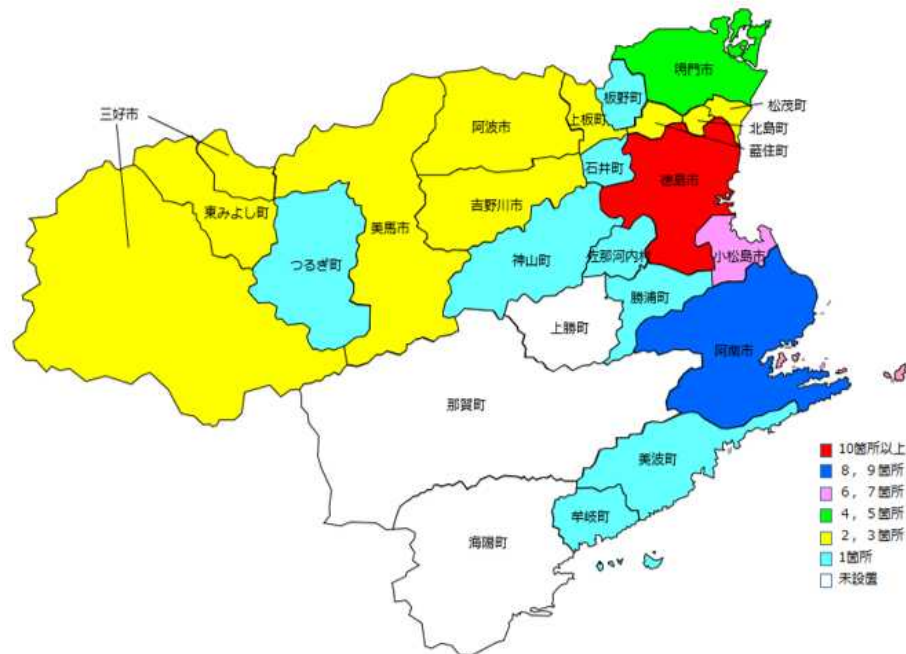 鳴門市
松茂町
板野町
三好市
上板町
北島町
阿波市
藍住町
石井町
徳島市
東みよし町
吉野川市
美馬市
つるぎ町
神山町
佐那河内村
小松島市
勝浦町
上勝町
阿南市
那賀町
美波町
牟岐町
海陽町
10箇所以上
8，9箇所
6，7箇所
4，5箇所
2，3箇所
1箇所
未設置